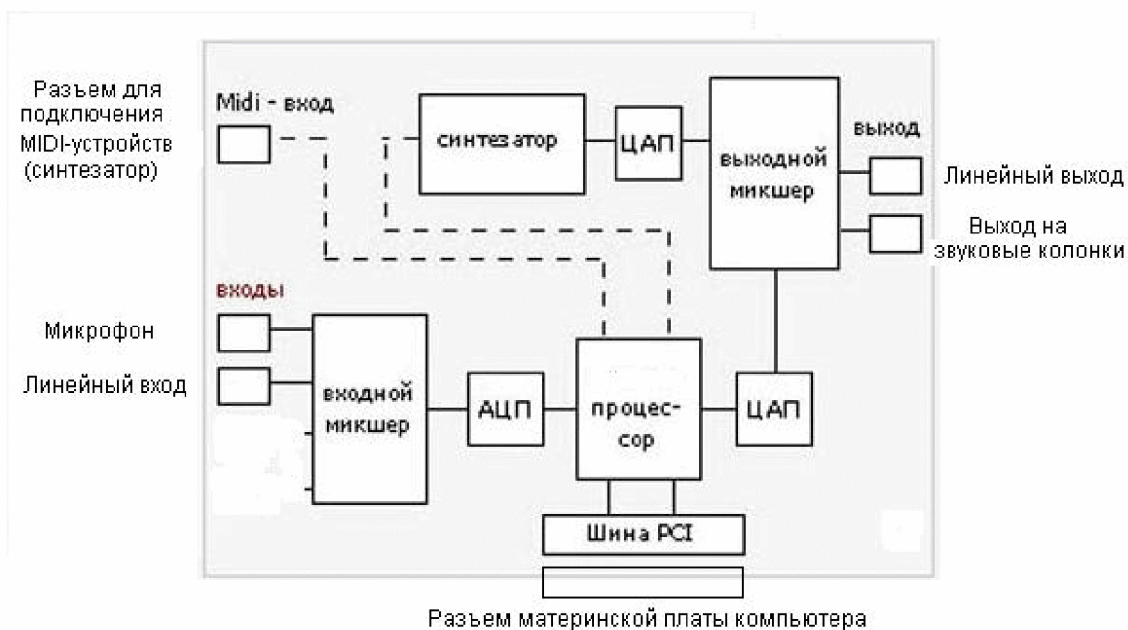 Разъем для
подключения
MIDI-устройств
(синтезатор)
Midi - вход
синтезатор
ЦАП
выходной
микшер
выход
Линейный выход
Выход на
звуковые колонки
входы
Микрофон
Линейный вход
входной
микшер
АЦП
процес-
сор
ЦАП
Шина PCI
Разъем материнской платы компьютера